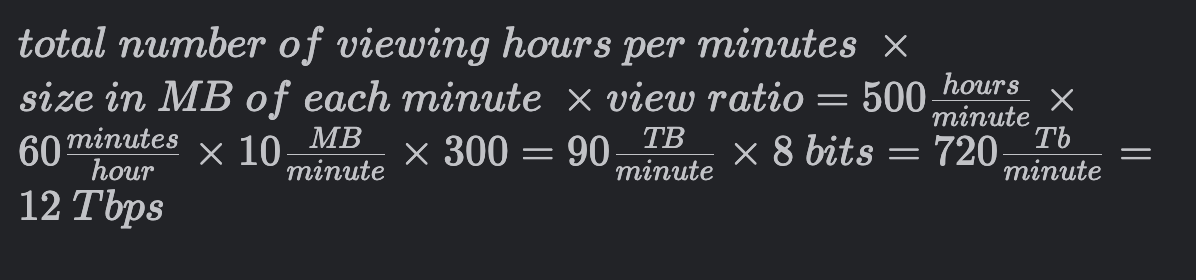 total number of viewing hours per minutes ×
size in MB of each minute × view ratio = 500 hours/minute ×
60 minutes/hour × 10 MB/minute × 300 = 90 TB/minute × 8 bits = 720 Tb/minute =
12 Tbps